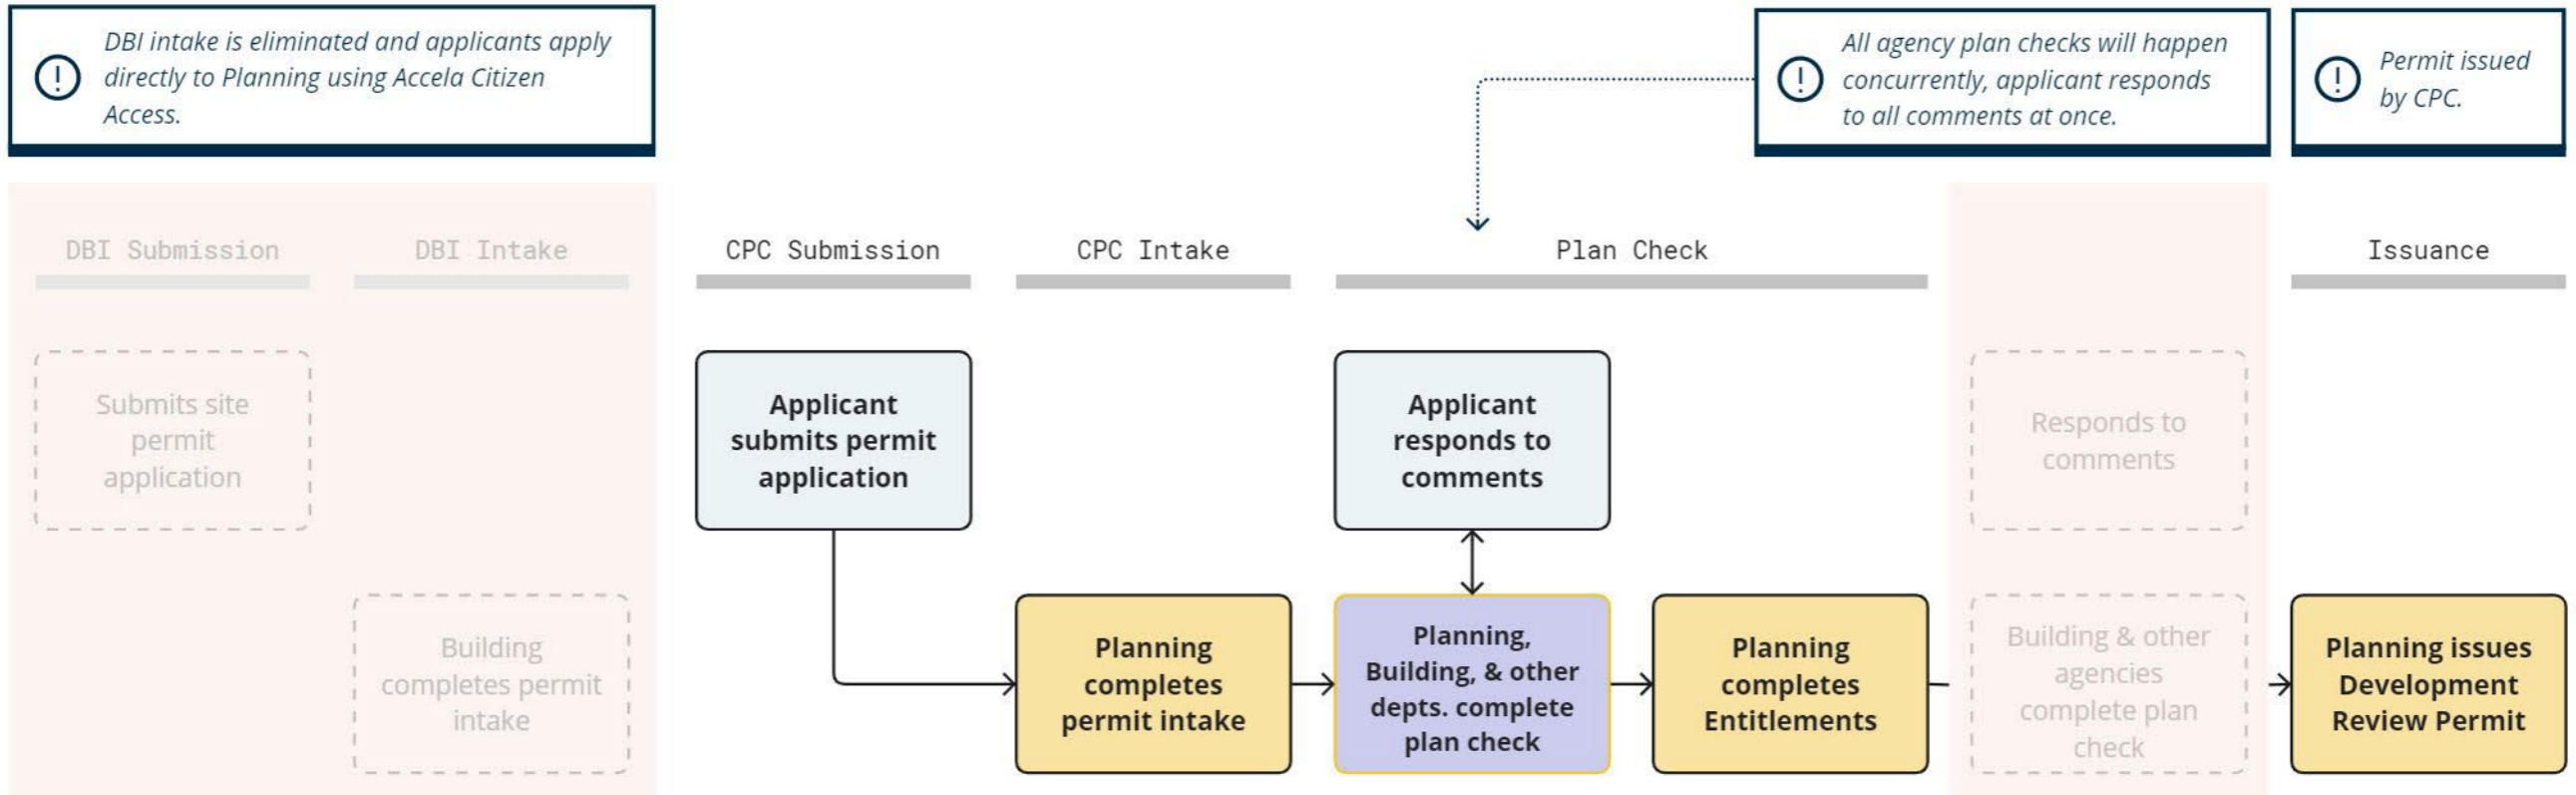 DBI intake is eliminated and applicants apply
directly to Planning using Accela Citizen
Access.
All agency plan checks will happen
concurrently, applicant responds
to all comments at once.
Permit issued
by CPC.
DBI Submission
DBI Intake
CPC Submission
CPC Intake
Plan Check
Issuance
Submits site
permit
application
Applicant
submits permit
application
Applicant
responds to
comments
Responds to
comments
Building
completes permit
intake
Planning
completes
permit intake
Planning,
Building, & other
depts. complete
plan check
Planning
completes
Entitlements
Building & other
agencies
complete plan
check
Planning issues
Development
Review Permit